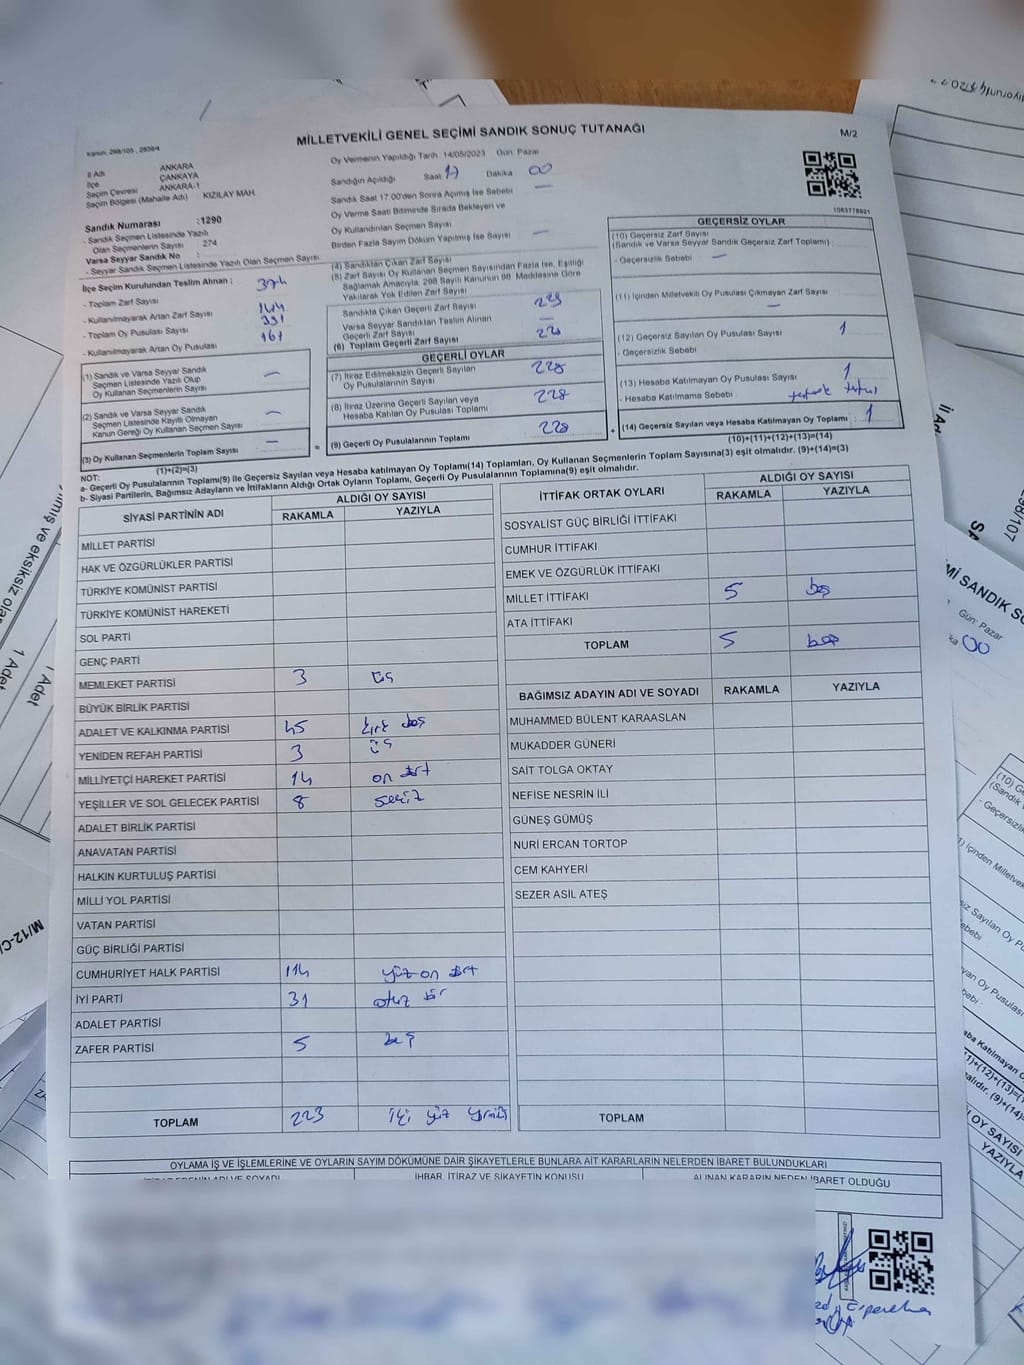 MİLLETVEKİLİ GENEL SEÇİMİ SANDIK SONUÇ TUTANAĞI
M/2
Kanun: 298/105 , 2839/4
İl Adı ANKARA
İlçe ÇANKAYA
Seçim Çevresi ANKARA-1
Seçim Bölgesi (Mahalle Adı) : KIZILAY MAH.
Sandık Numarası :1290
- Sandık Seçmen Listesinde Yazılı
Olan Seçmenlerin Sayısı 274
Varsa Seyyar Sandık No :
- Seyyar Sandık Seçmen Listesinde Yazılı Olan Seçmen Sayısı
İlçe Seçim Kurulundan Teslim Alınan ;
- Toplam Zarf Sayısı 374
- Kullanılmayarak Artan Zarf Sayısı 144
- Toplam Oy Pusulası Sayısı 391
- Kullanılmayarak Artan Oy Pusulası 161
(1) Sandık ve Varsa Seyyar Sandık
Seçmen Listesinde Yazılı Olup
Oy Kullanan Seçmenlerin Sayısı —
(2) Sandık ve Varsa Seyyar Sandık
Seçmen Listesinde Kayıtlı Olmayan
Kanun Gereği Oy Kullanan Seçmen Sayısı —
(3) Oy Kullanan Seçmenlerin Toplam Sayısı —
(1)+(2)=(3)
Oy Vermenin Yapıldığı Tarih 14/05/2023 Gün: Pazar
Sandığın Açıldığı Saat 17 Dakika 00
Sandık Saat 17:00'den Sonra Açılmış İse Sebebi —
Oy Verme Saati Bitiminde Sırada Bekleyen ve
Oy Kullandırılan Seçmen Sayısı
Birden Fazla Sayım Döküm Yapılmış İse Sayısı —
(4) Sandıktan Çıkan Zarf Sayısı
(5) Zarf Sayısı Oy Kullanan Seçmen Sayısından Fazla İse, Eşitliği
Sağlamak Amacıyla, 298 Sayılı Kanunun 98. Maddesine Göre
Yakılarak Yok Edilen Zarf Sayısı
Sandıkta Çıkan Geçerli Zarf Sayısı 229
Varsa Seyyar Sandıktan Teslim Alınan
Geçerli Zarf Sayısı —
(6) Toplam Geçerli Zarf Sayısı
GEÇERLİ OYLAR
(7) İtiraz Edilmeksizin Geçerli Sayılan
Oy Pusulalarının Sayısı 228
(8) İtiraz Üzerine Geçerli Sayılan veya
Hesaba Katılan Oy Pusulası Toplamı 228
(9) Geçerli Oy Pusulalarının Toplamı 228
1083778921
GEÇERSİZ OYLAR
(10) Geçersiz Zarf Sayısı
(Sandık ve Varsa Seyyar Sandık Geçersiz Zarf Toplamı)
- Geçersizlik Sebebi —
(11) İçinden Milletvekili Oy Pusulası Çıkmayan Zarf Sayısı
—
(12) Geçersiz Sayılan Oy Pusulası Sayısı 1
- Geçersizlik Sebebi
(13) Hesaba Katılmayan Oy Pusulası Sayısı 1
- Hesaba Katılmama Sebebi
(14) Geçersiz Sayılan veya Hesaba Katılmayan Oy Toplamı 1
(10)+(11)+(12)+(13)=(14)
(9)+(14)=(3)
NOT:
a- Geçerli Oy Pusulalarının Toplamı(9) ile Geçersiz Sayılan veya Hesaba katılmayan Oy Toplamı(14) Toplamları, Oy Kullanan Seçmenlerin Toplam Sayısına(3) eşit olmalıdır.
b- Siyasi Partilerin, Bağımsız Adayların ve İttifakların Aldığı Ortak Oyların Toplamı, Geçerli Oy Pusulalarının Toplamına(9) eşit olmalıdır.
SİYASİ PARTİNİN ADI ALDIĞI OY SAYISI
RAKAMLA YAZIYLA
MİLLET PARTİSİ
HAK VE ÖZGÜRLÜKLER PARTİSİ
TÜRKİYE KOMÜNİST PARTİSİ
TÜRKİYE KOMÜNİST HAREKETİ
SOL PARTİ
GENÇ PARTİ
MEMLEKET PARTİSİ 3 üç
BÜYÜK BİRLİK PARTİSİ
ADALET VE KALKINMA PARTİSİ 45 kırk beş
YENİDEN REFAH PARTİSİ 3 üç
MİLLİYETÇİ HAREKET PARTİSİ 14 on dört
YEŞİLLER VE SOL GELECEK PARTİSİ 8 sekiz
ADALET BİRLİK PARTİSİ
ANAVATAN PARTİSİ
HALKIN KURTULUŞ PARTİSİ
MİLLİ YOL PARTİSİ
VATAN PARTİSİ
GÜÇ BİRLİĞİ PARTİSİ
CUMHURİYET HALK PARTİSİ 114 yüz on dört
İYİ PARTİ 31 otuz bir
ADALET PARTİSİ
ZAFER PARTİSİ 5 beş
TOPLAM 223 iki yüz yirmi üç
İTTİFAK ORTAK OYLARI ALDIĞI OY SAYISI
RAKAMLA YAZIYLA
SOSYALİST GÜÇ BİRLİĞİ İTTİFAKI
CUMHUR İTTİFAKI
EMEK VE ÖZGÜRLÜK İTTİFAKI
MİLLET İTTİFAKI 5 beş
ATA İTTİFAKI
TOPLAM 5 beş
BAĞIMSIZ ADAYIN ADI VE SOYADI RAKAMLA YAZIYLA
MUHAMMED BÜLENT KARAASLAN
MUKADDER GÜNERİ
SAİT TOLGA OKTAY
NEFİSE NESRİN İLİ
GÜNEŞ GÜMÜŞ
NURİ ERCAN TORTOP
CEM KAHYERİ
SEZER ASİL ATEŞ
TOPLAM
OYLAMA İŞ VE İŞLEMLERİNE VE OYLARIN SAYIM DÖKÜMÜNE DAİR ŞİKAYETLERLE BUNLARA AİT KARARLARIN NELERDEN İBARET BULUNDUKLARI
İTİRAZ EDENİN ADI VE SOYADI İHBAR, İTİRAZ VE ŞİKAYETİN KONUSU ALINAN KARARIN NEDEN İBARET OLDUĞU